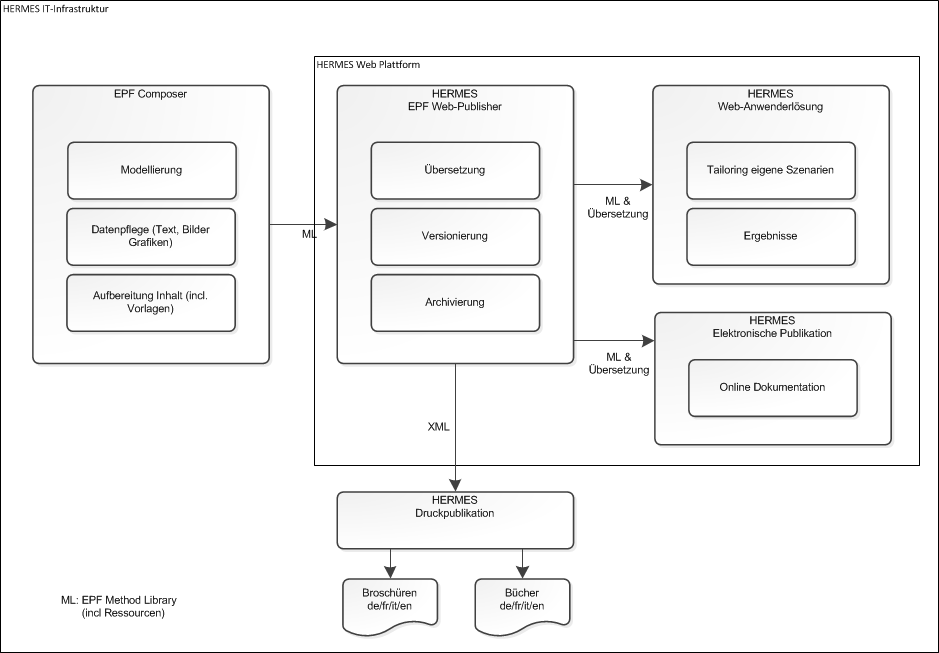 HERMES IT-Infrastruktur
HERMES Web Plattform
EPF Composer
Modellierung
Datenpflege (Text, Bilder
Grafiken)
Aufbereitung Inhalt (incl.
Vorlagen)
ML
HERMES
EPF Web-Publisher
Übersetzung
Versionierung
Archivierung
ML &
Übersetzung
HERMES
Web-Anwenderlösung
Tailoring eigene Szenarien
Ergebnisse
ML &
Übersetzung
HERMES
Elektronische Publikation
Online Dokumentation
XML
HERMES
Druckpublikation
Broschüren
de/fr/it/en
Bücher
de/fr/it/en
ML: EPF Method Library
(incl Ressourcen)